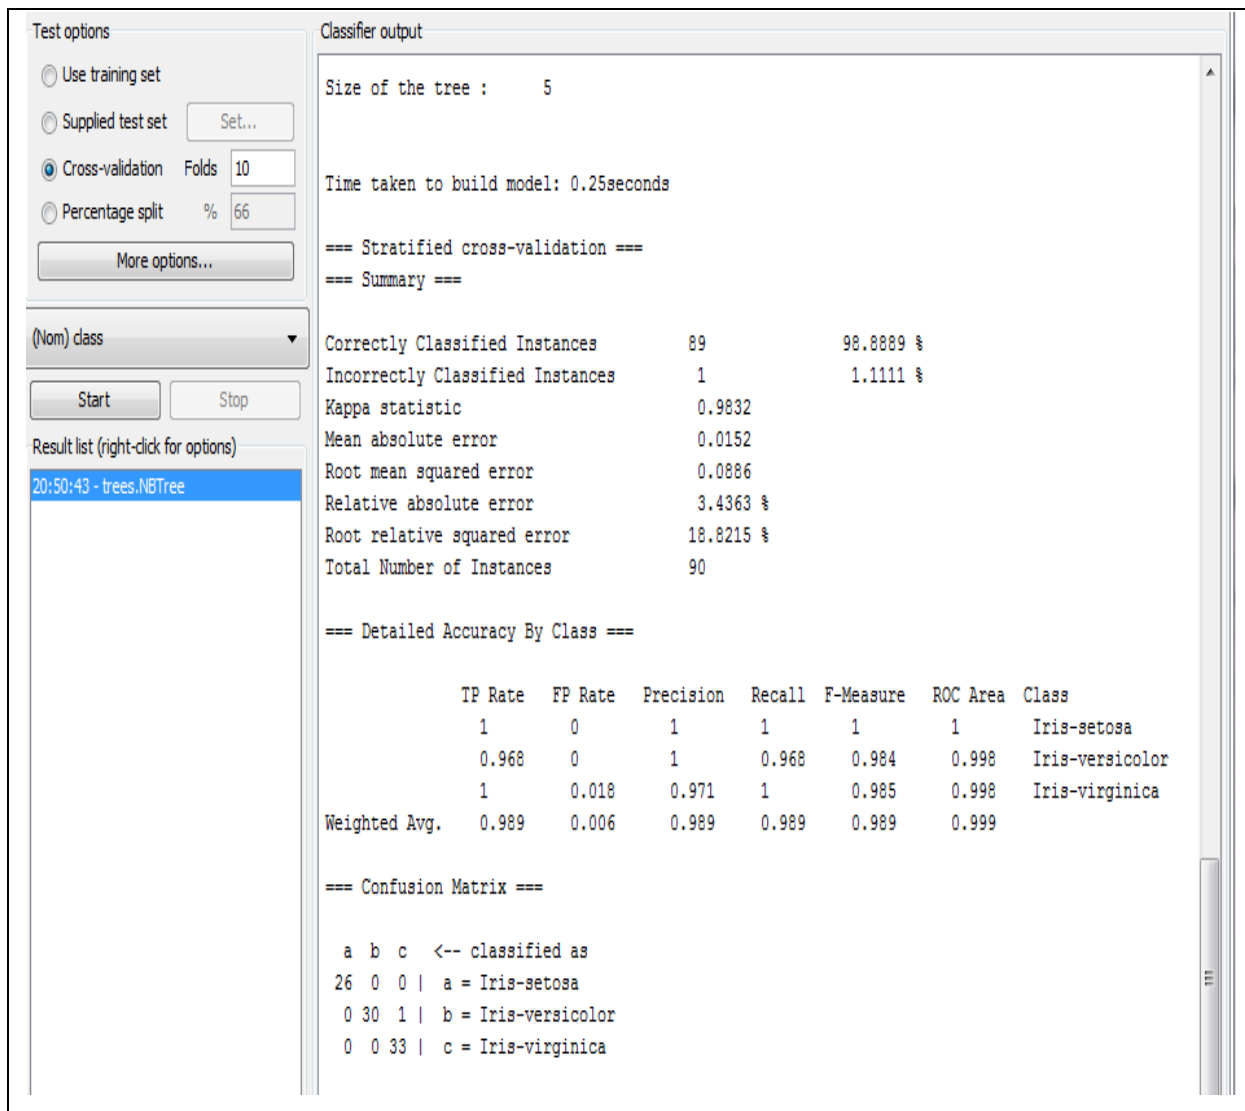 Test options
Use training set
Supplied test set Set...
Cross-validation Folds 10
Percentage split % 66
More options...
(Nom) class
Start Stop
Result list (right-click for options)
20:50:43 - trees.NBTree
Classifier output
Size of the tree : 5
Time taken to build model: 0.25seconds
=== Stratified cross-validation ===
=== Summary ===
Correctly Classified Instances 89 98.8889 %
Incorrectly Classified Instances 1 1.1111 %
Kappa statistic 0.9832
Mean absolute error 0.0152
Root mean squared error 0.0886
Relative absolute error 3.4363 %
Root relative squared error 18.8215 %
Total Number of Instances 90
=== Detailed Accuracy By Class ===
TP Rate FP Rate Precision Recall F-Measure ROC Area Class
1 0 1 1 1 1 Iris-setosa
0.968 0 1 0.968 0.984 0.998 Iris-versicolor
1 0.018 0.971 1 0.985 0.998 Iris-virginica
Weighted Avg. 0.989 0.006 0.989 0.989 0.989 0.999
=== Confusion Matrix ===
a b c <-- classified as
26 0 0 | a = Iris-setosa
0 30 1 | b = Iris-versicolor
0 0 33 | c = Iris-virginica